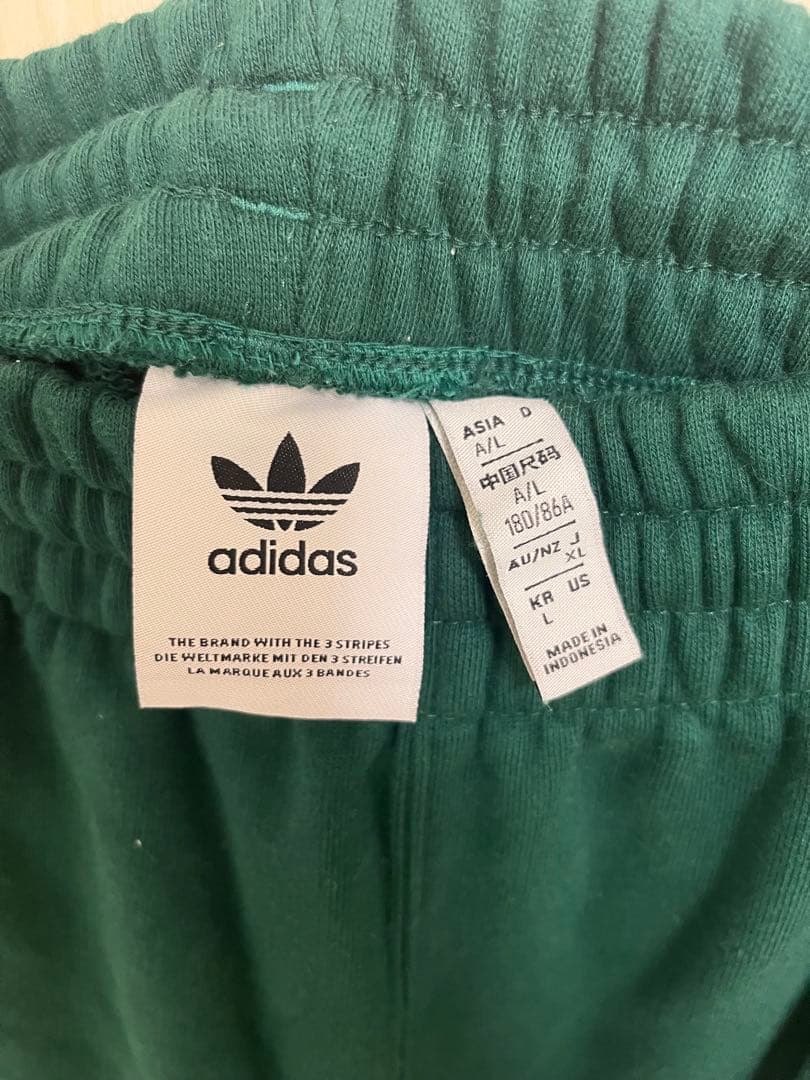 adidas
THE BRAND WITH THE 3 STRIPES
DIE WELTMARKE MIT DEN 3 STREIFEN
LA MARQUE AUX 3 BANDES
ASIA D
A/L
中国尺码
A/L
180/86A
AU/NZ J
XL
KR US
L
MADE IN
INDONESIA